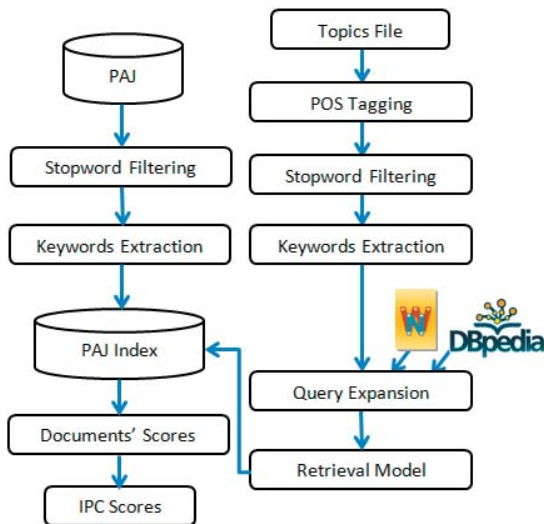 PAJ
Stopword Filtering
Keywords Extraction
PAJ Index
Documents’ Scores
IPC Scores
Topics File
POS Tagging
Stopword Filtering
Keywords Extraction
W
DBpedia
Query Expansion
Retrieval Model